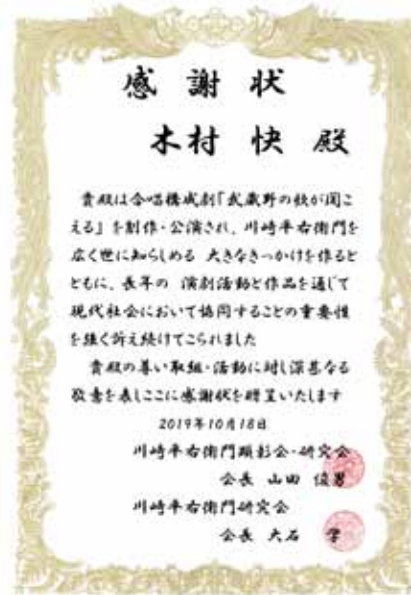 感謝状
木村 快 殿
貴殿は合唱構成劇「武蔵野の歌が聞こ
える」を制作・公演され、川崎平右衛門を
広く世に知らしめる 大きなきっかけを作ると
ともに、長年の 演劇活動と作品を通じて
現代社会において協同することの重要性
を強く訴え続けてこられました
貴殿の尊い取組・活動に対し深甚なる
敬意を表しここに感謝状を贈呈いたします
2019年10月18日
川崎平右衛門顕彰会・研究会
会長 山田 俊男
川崎平右衛門研究会
会長 大石 学